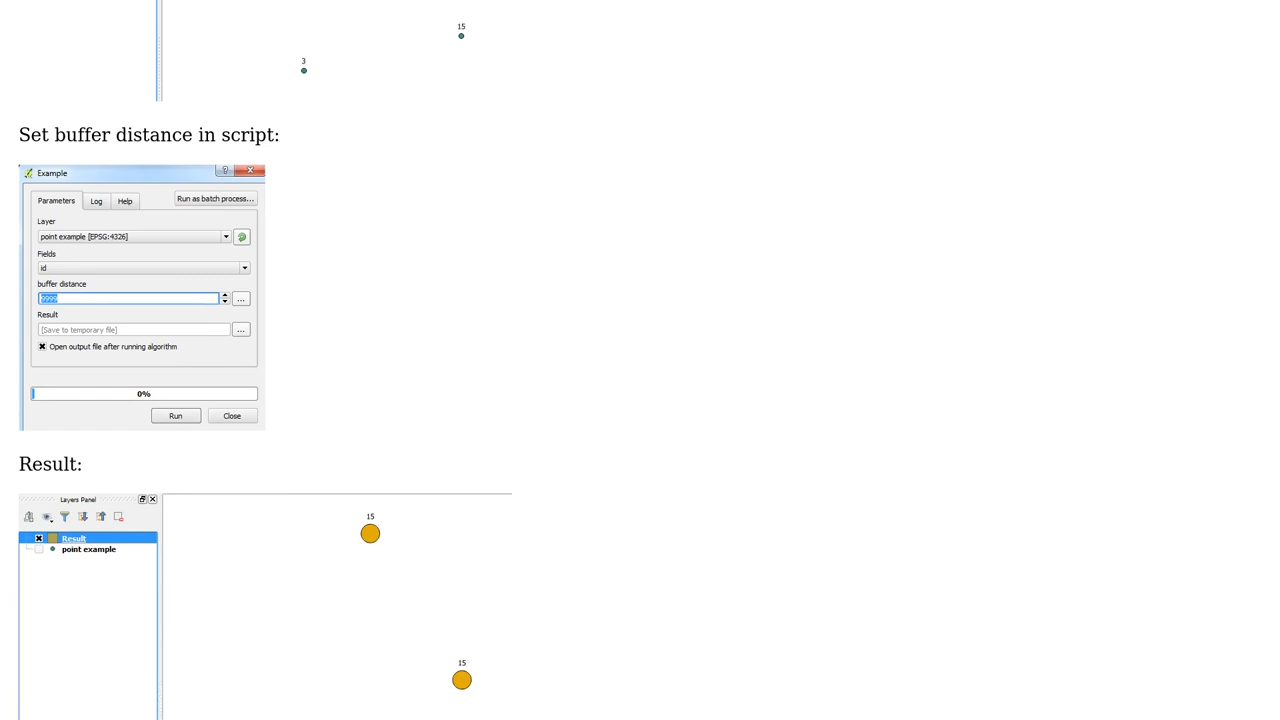 15
3
Set buffer distance in script:
Example
Parameters
Log
Help
Run as batch process...
Layer
point example [EPSG:4326]
Fields
id
buffer distance
9999
...
Result
[Save to temporary file]
...
Open output file after running algorithm
0%
Run
Close
Result:
Layers Panel
15
Result
point example
15